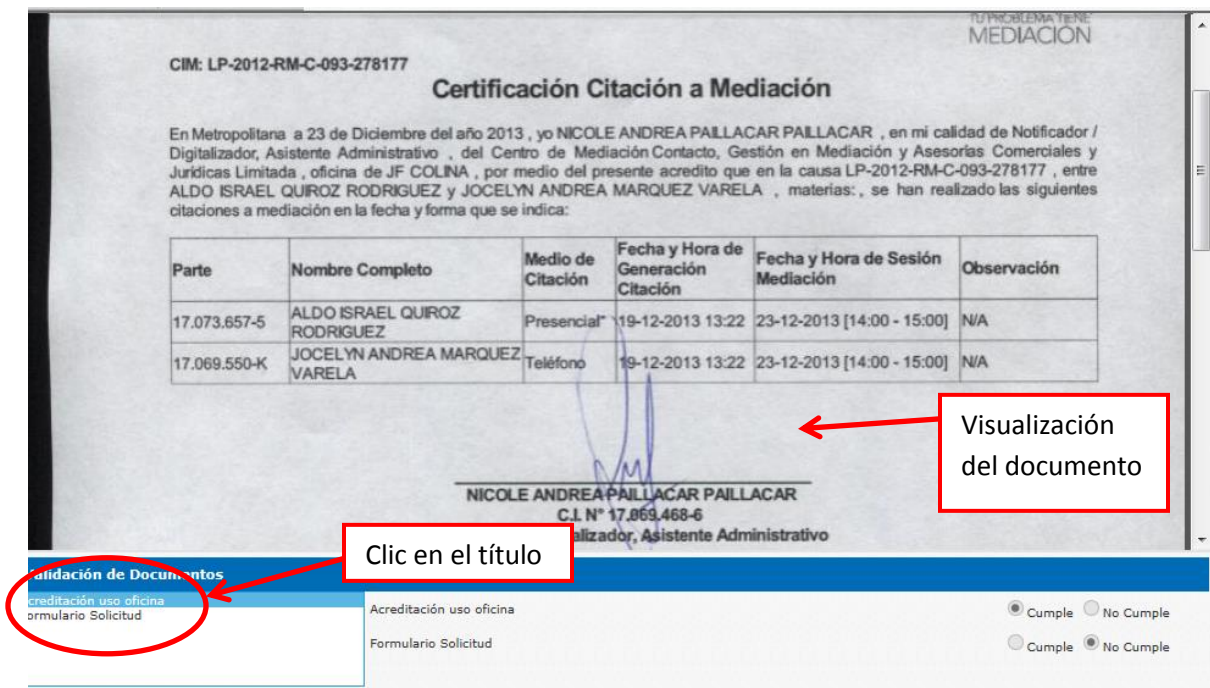 TU PROBLEMA TIENE
MEDIACIÓN
CIM: LP-2012-RM-C-093-278177
Certificación Citación a Mediación
En Metropolitana a 23 de Diciembre del año 2013 , yo NICOLE ANDREA PAILLACAR PAILLACAR , en mi calidad de Notificador /
Digitalizador, Asistente Administrativo , del Centro de Mediación Contacto, Gestión en Mediación y Asesorías Comerciales y
Jurídicas Limitada , oficina de JF COLINA , por medio del presente acredito que en la causa LP-2012-RM-C-093-278177 , entre
ALDO ISRAEL QUIROZ RODRIGUEZ y JOCELYN ANDREA MARQUEZ VARELA , materias: , se han realizado las siguientes
citaciones a mediación en la fecha y forma que se indica:
Parte Nombre Completo Medio de Citación Fecha y Hora de Generación Citación Fecha y Hora de Sesión Mediación Observación
17.073.657-5 ALDO ISRAEL QUIROZ RODRIGUEZ Presencial" 19-12-2013 13:22 23-12-2013 [14:00 - 15:00] N/A
17.069.550-K JOCELYN ANDREA MARQUEZ VARELA Teléfono 19-12-2013 13:22 23-12-2013 [14:00 - 15:00] N/A
Visualización
del documento
NICOLE ANDREA PAILLACAR PAILLACAR
C.I. N° 17.069.468-6
alizador, Asistente Administrativo
Clic en el título
Validación de Documentos
creditación uso oficina
ormulario Solicitud
Acreditación uso oficina Cumple No Cumple
Formulario Solicitud Cumple No Cumple